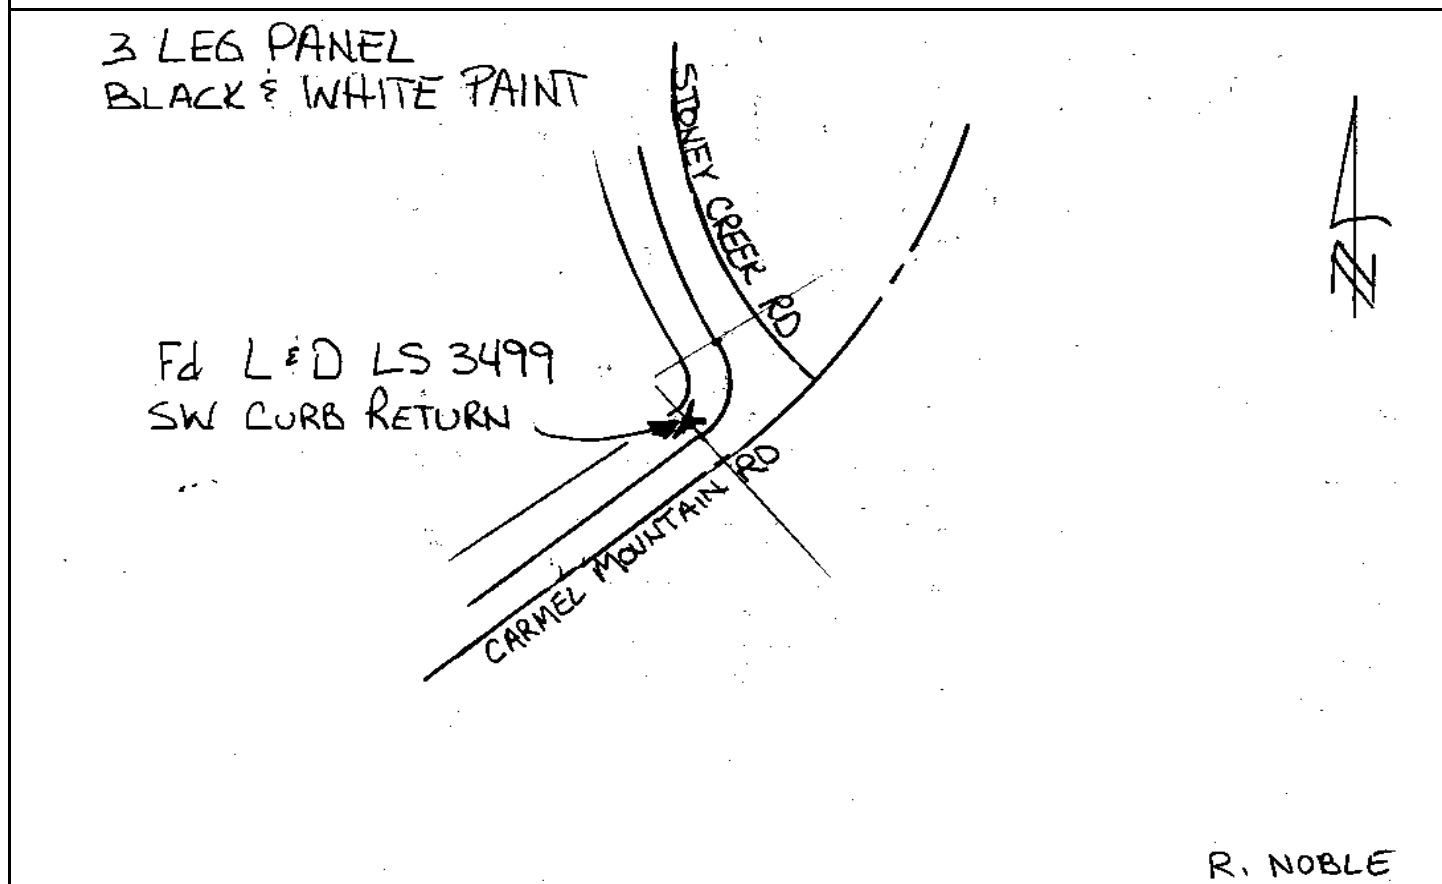 3 LEG PANEL
BLACK & WHITE PAINT
STONEY CREEK RD
N
Fd L&D LS 3499
SW CURB RETURN
CARMEL MOUNTAIN RD
R. NOBLE